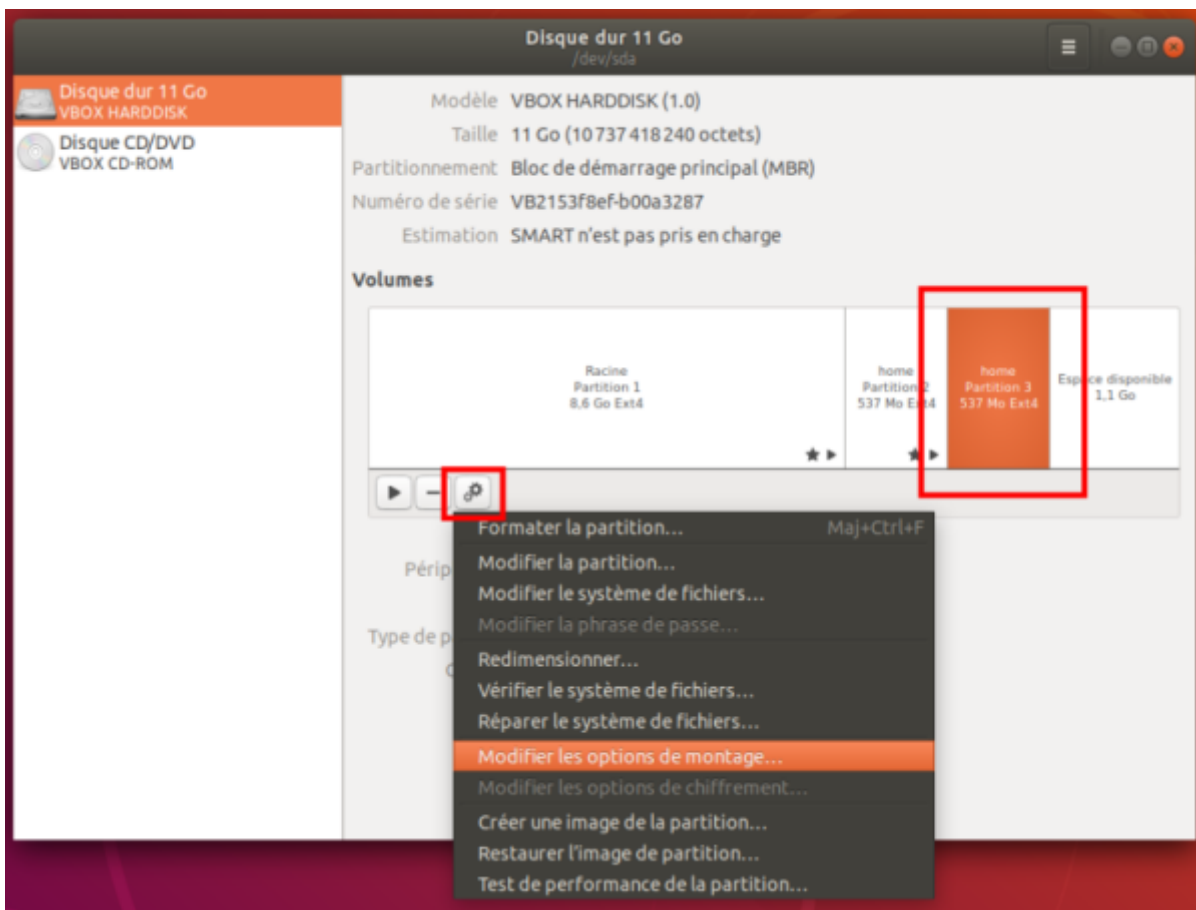 Disque dur 11 Go
/dev/sda
Disque dur 11 Go
VBOX HARDDISK
Disque CD/DVD
VBOX CD-ROM
Modèle VBOX HARDDISK (1.0)
Taille 11 Go (10 737 418 240 octets)
Partitionnement Bloc de démarrage principal (MBR)
Numéro de série VB2153f8ef-b00a3287
Estimation SMART n'est pas pris en charge
Volumes
Racine
Partition 1
8,6 Go Ext4
home
Partition 2
537 Mo Ext4
home
Partition 3
537 Mo Ext4
Espace disponible
1,1 Go
Formater la partition... Maj+Ctrl+F
Modifier la partition...
Modifier le système de fichiers...
Modifier la phrase de passe...
Redimensionner...
Vérifier le système de fichiers...
Réparer le système de fichiers...
Modifier les options de montage...
Modifier les options de chiffrement...
Créer une image de la partition...
Restaurer l'image de partition...
Test de performance de la partition...
Périp
Type de p